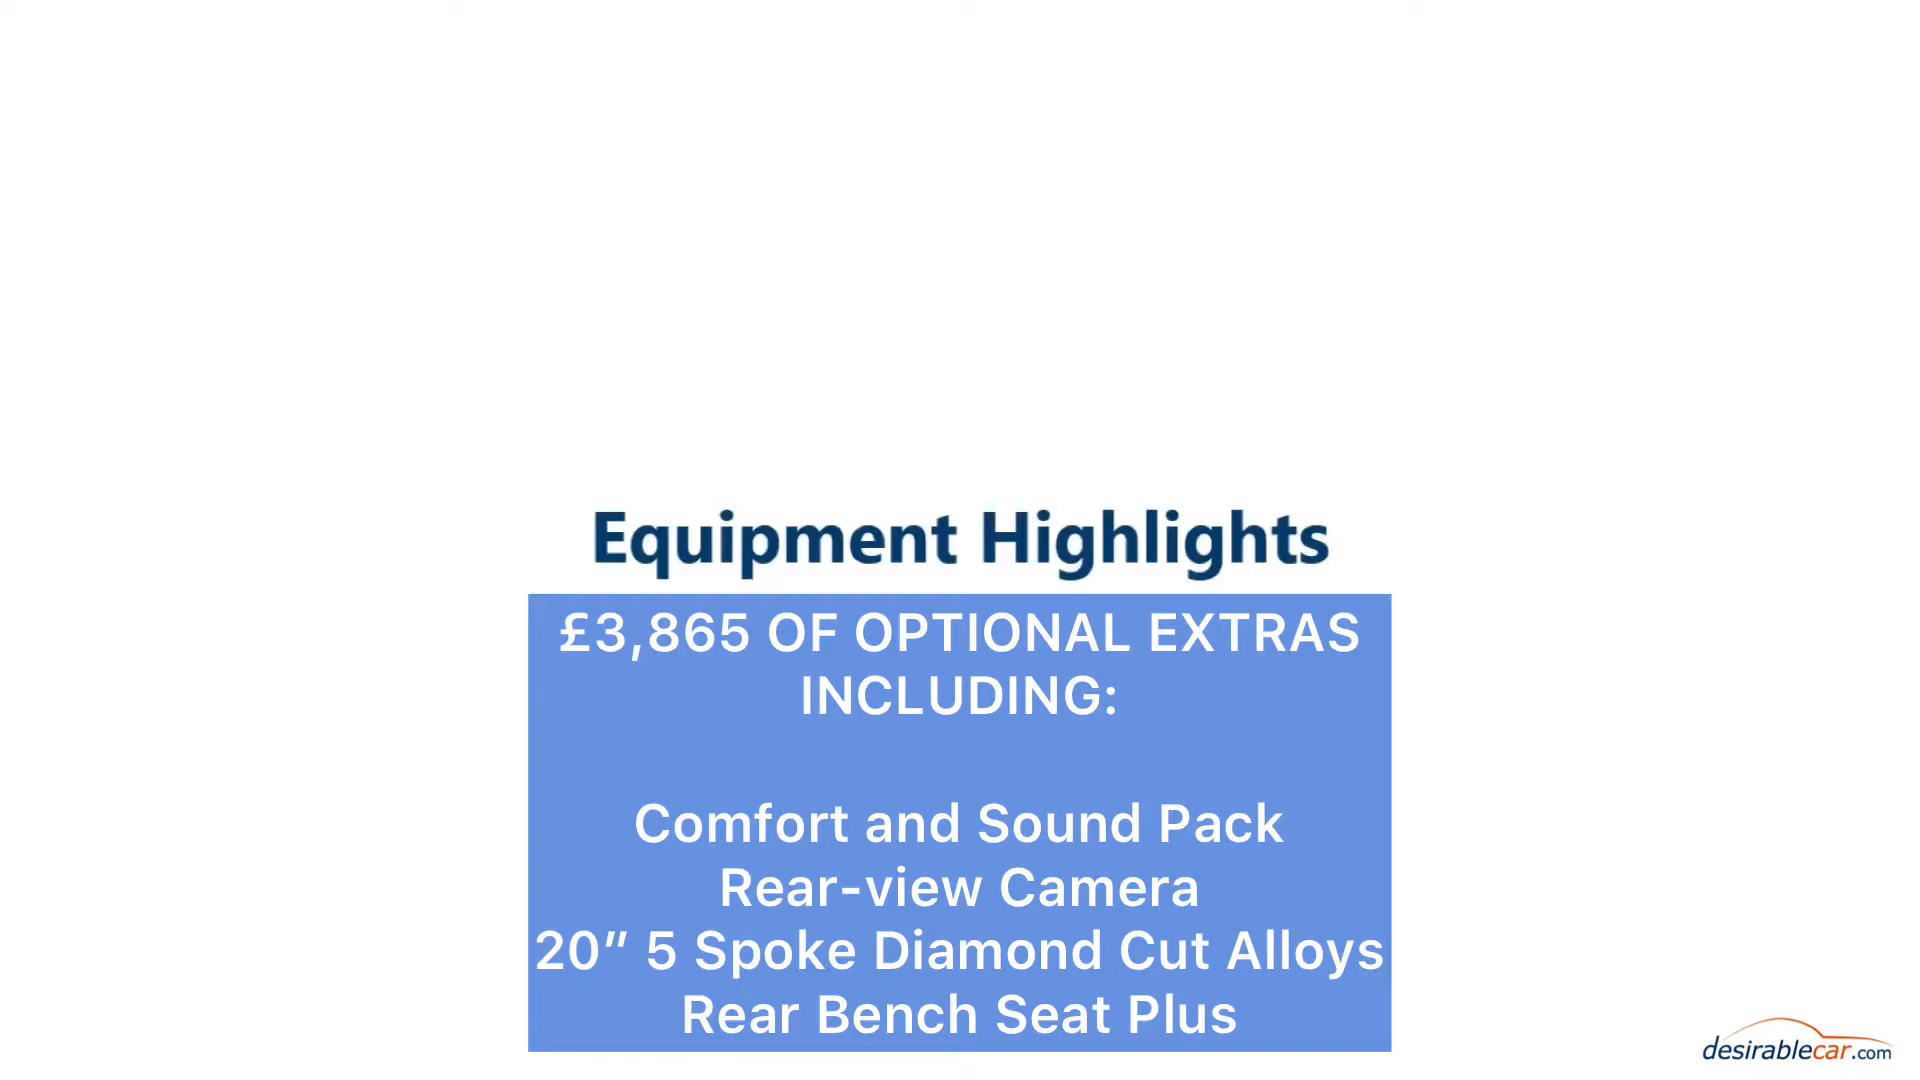 Equipment Highlights
£3,865 OF OPTIONAL EXTRAS
INCLUDING:
Comfort and Sound Pack
Rear-view Camera
20” 5 Spoke Diamond Cut Alloys
Rear Bench Seat Plus
desirablecar.com